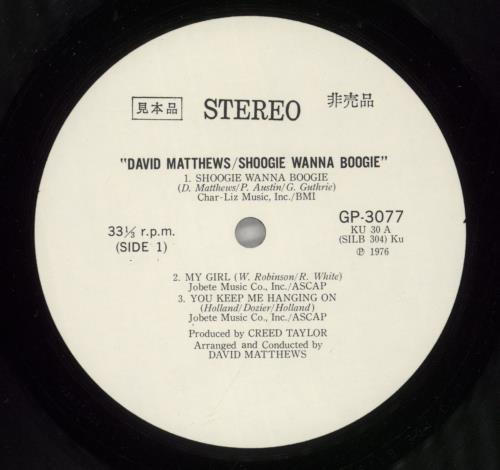 見本品 STEREO 非売品
"DAVID MATTHEWS/SHOOGIE WANNA BOOGIE"
1. SHOOGIE WANNA BOOGIE
(D. Matthews/P. Austin/G. Guthrie)
Char-Liz Music, Inc./BMI
33⅓ r.p.m.
(SIDE 1)
GP-3077
KU 30 A
(SILB 304) Ku
℗ 1976
2. MY GIRL (W. Robinson/R. White)
Jobete Music Co., Inc./ASCAP
3. YOU KEEP ME HANGING ON
(Holland/Dozier/Holland)
Jobete Music Co., Inc./ASCAP
Produced by CREED TAYLOR
Arranged and Conducted by
DAVID MATTHEWS